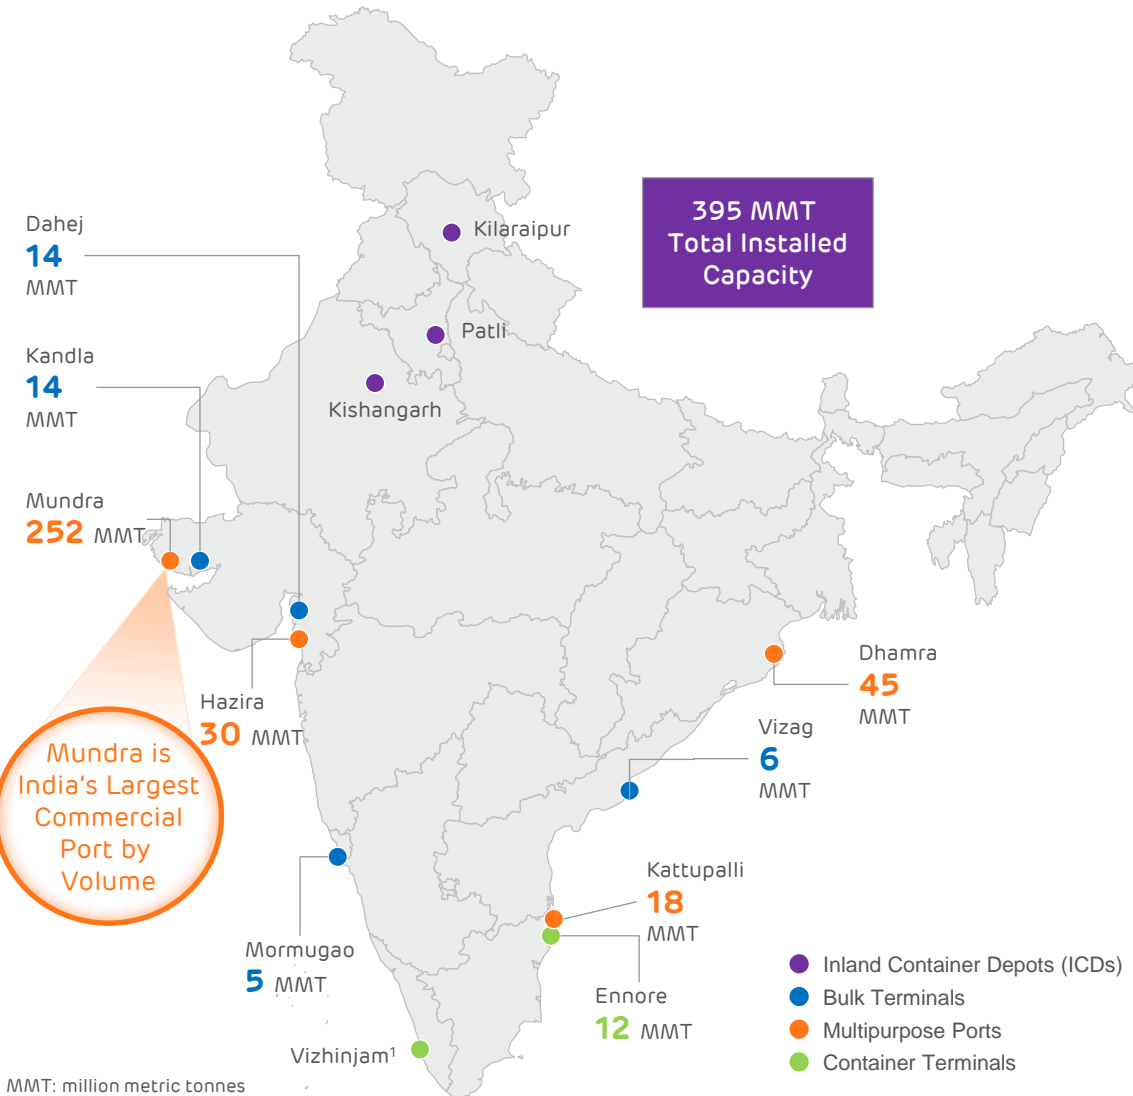 395 MMT
Total Installed
Capacity
Dahej
14
MMT
Kilaraipur
Kandla
14
MMT
Patli
Kishangarh
Mundra
252 MMT
Dhamra
45
MMT
Hazira
30 MMT
Mundra is
India's Largest
Commercial
Port by
Volume
Vizag
6
MMT
Kattupalli
18
MMT
Mormugao
5 MMT
Ennore
12 MMT
Vizhinjam¹
Inland Container Depots (ICDs)
Bulk Terminals
Multipurpose Ports
Container Terminals
MMT: million metric tonnes